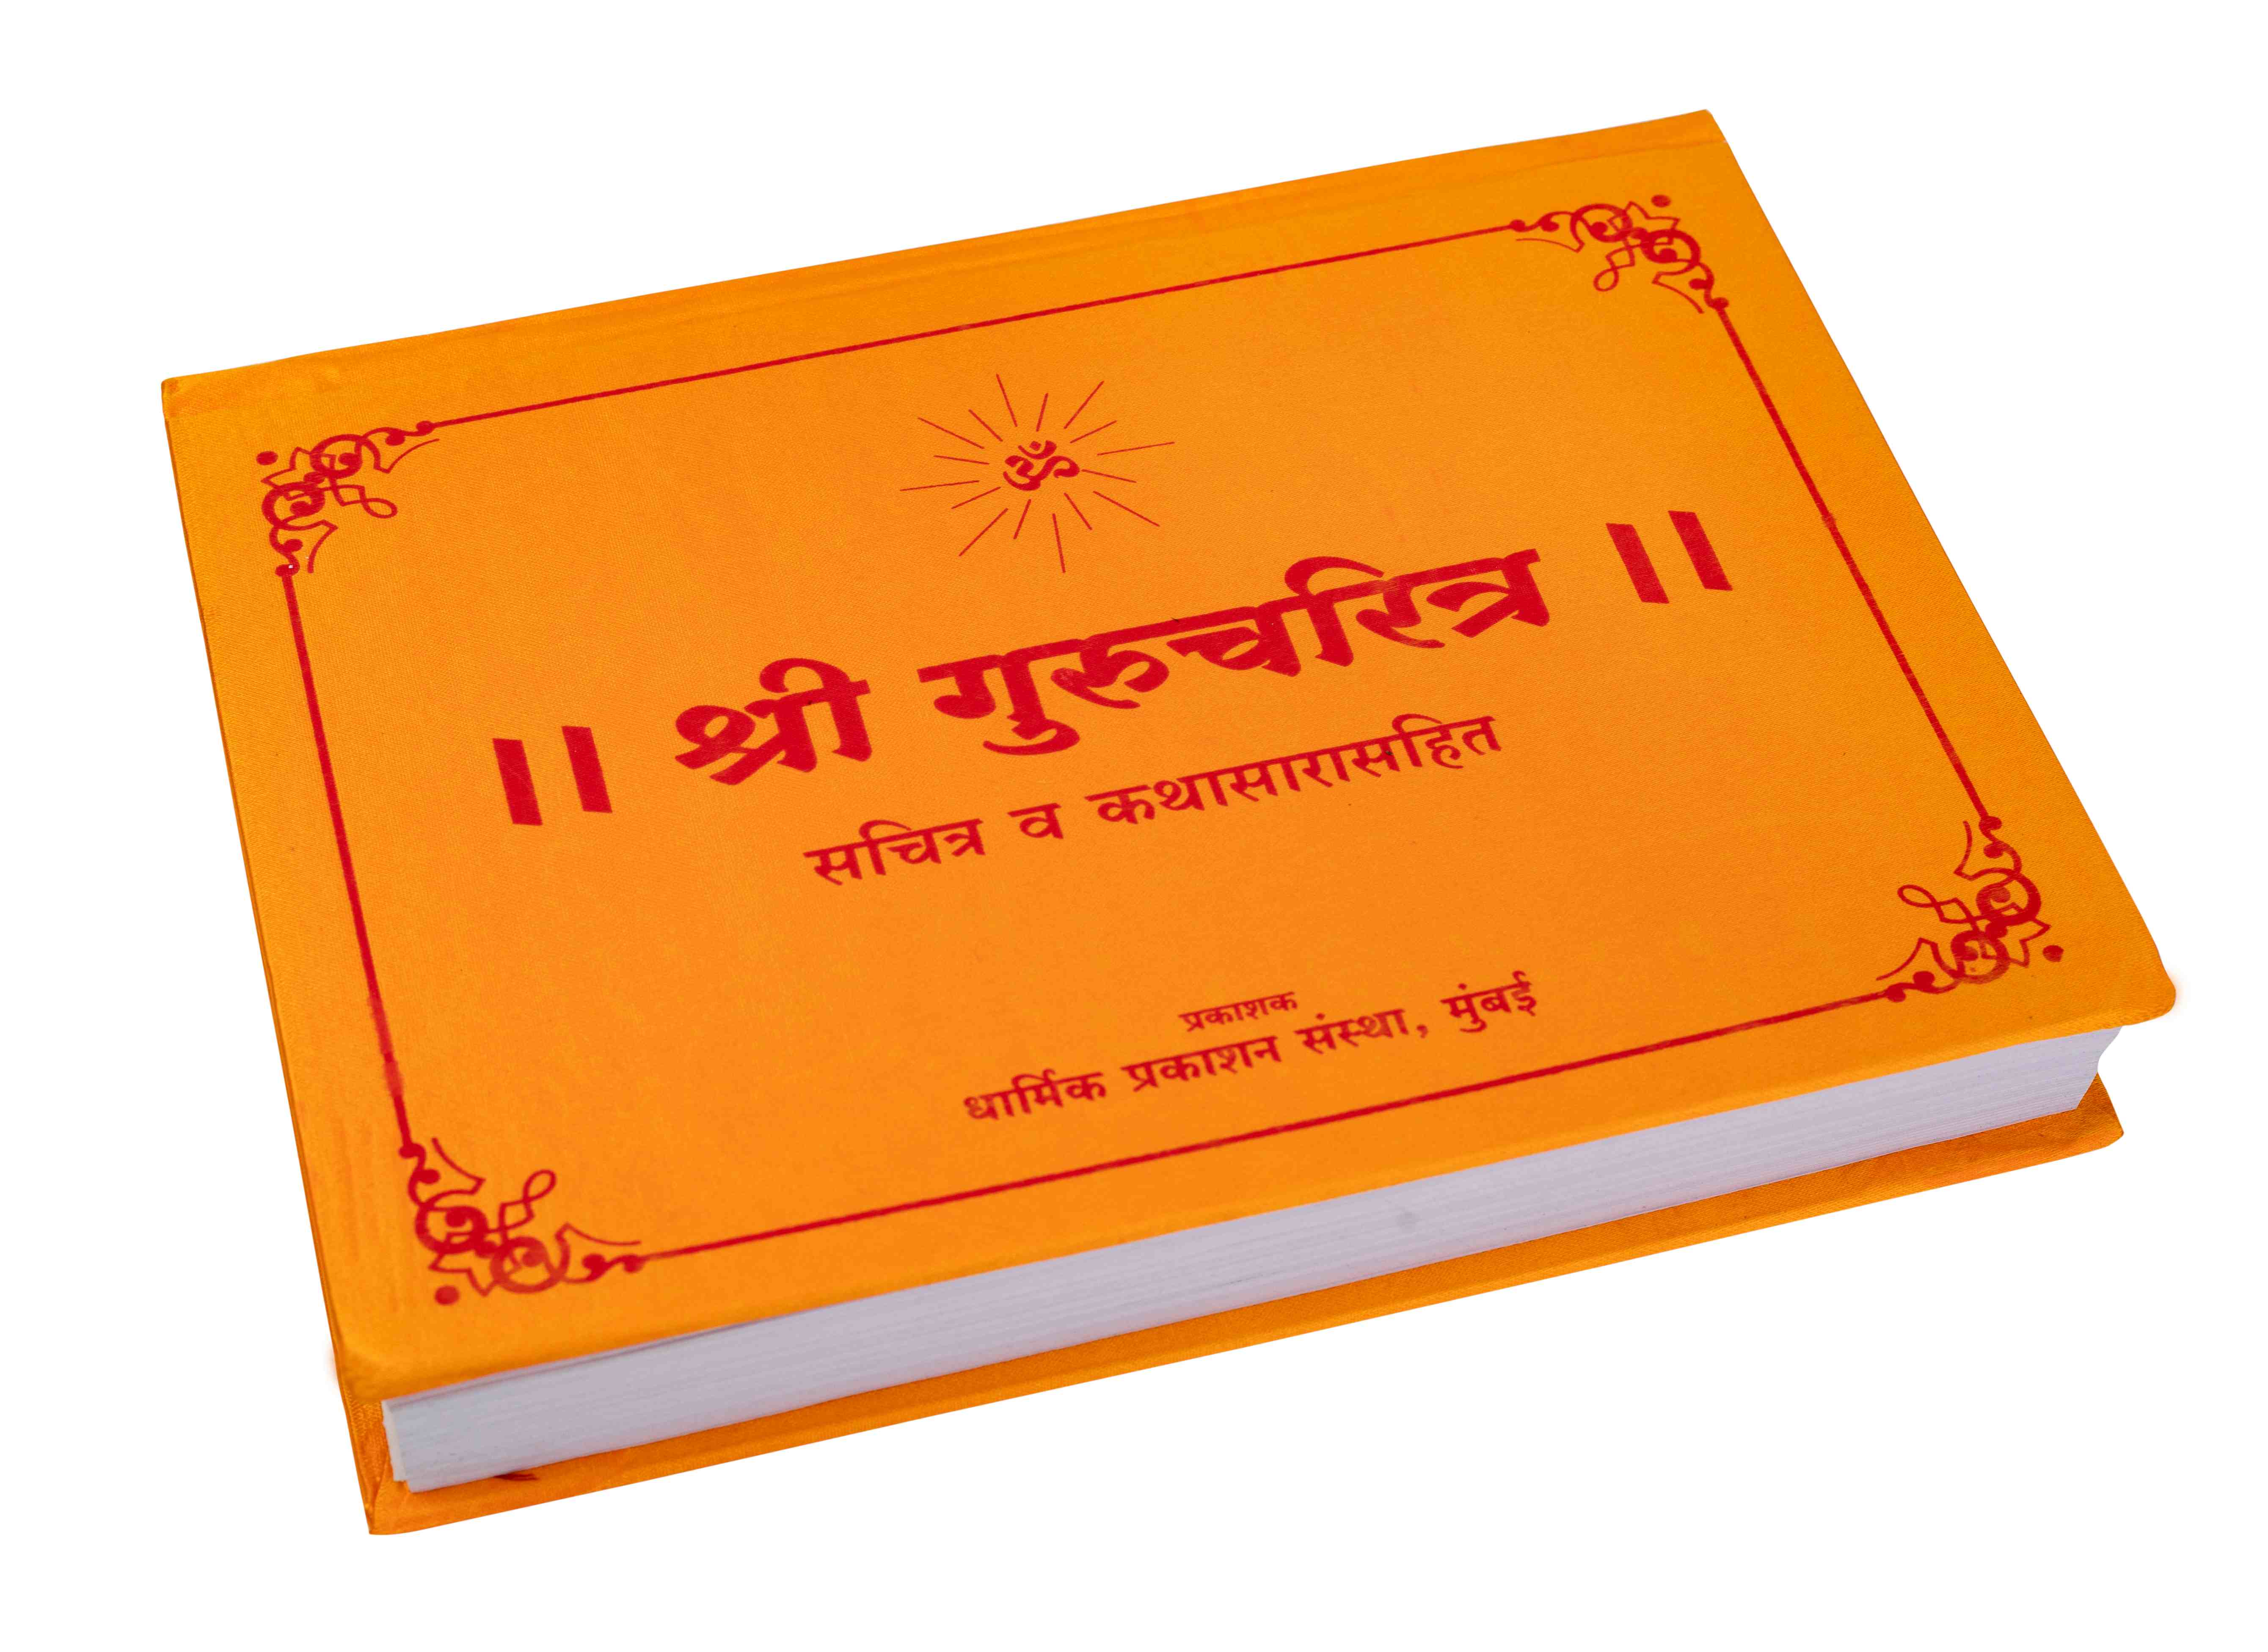 ॐ
॥ श्री गुरुचरित्र ॥
सचित्र व कथासारासहित
प्रकाशक
धार्मिक प्रकाशन संस्था, मुंबई